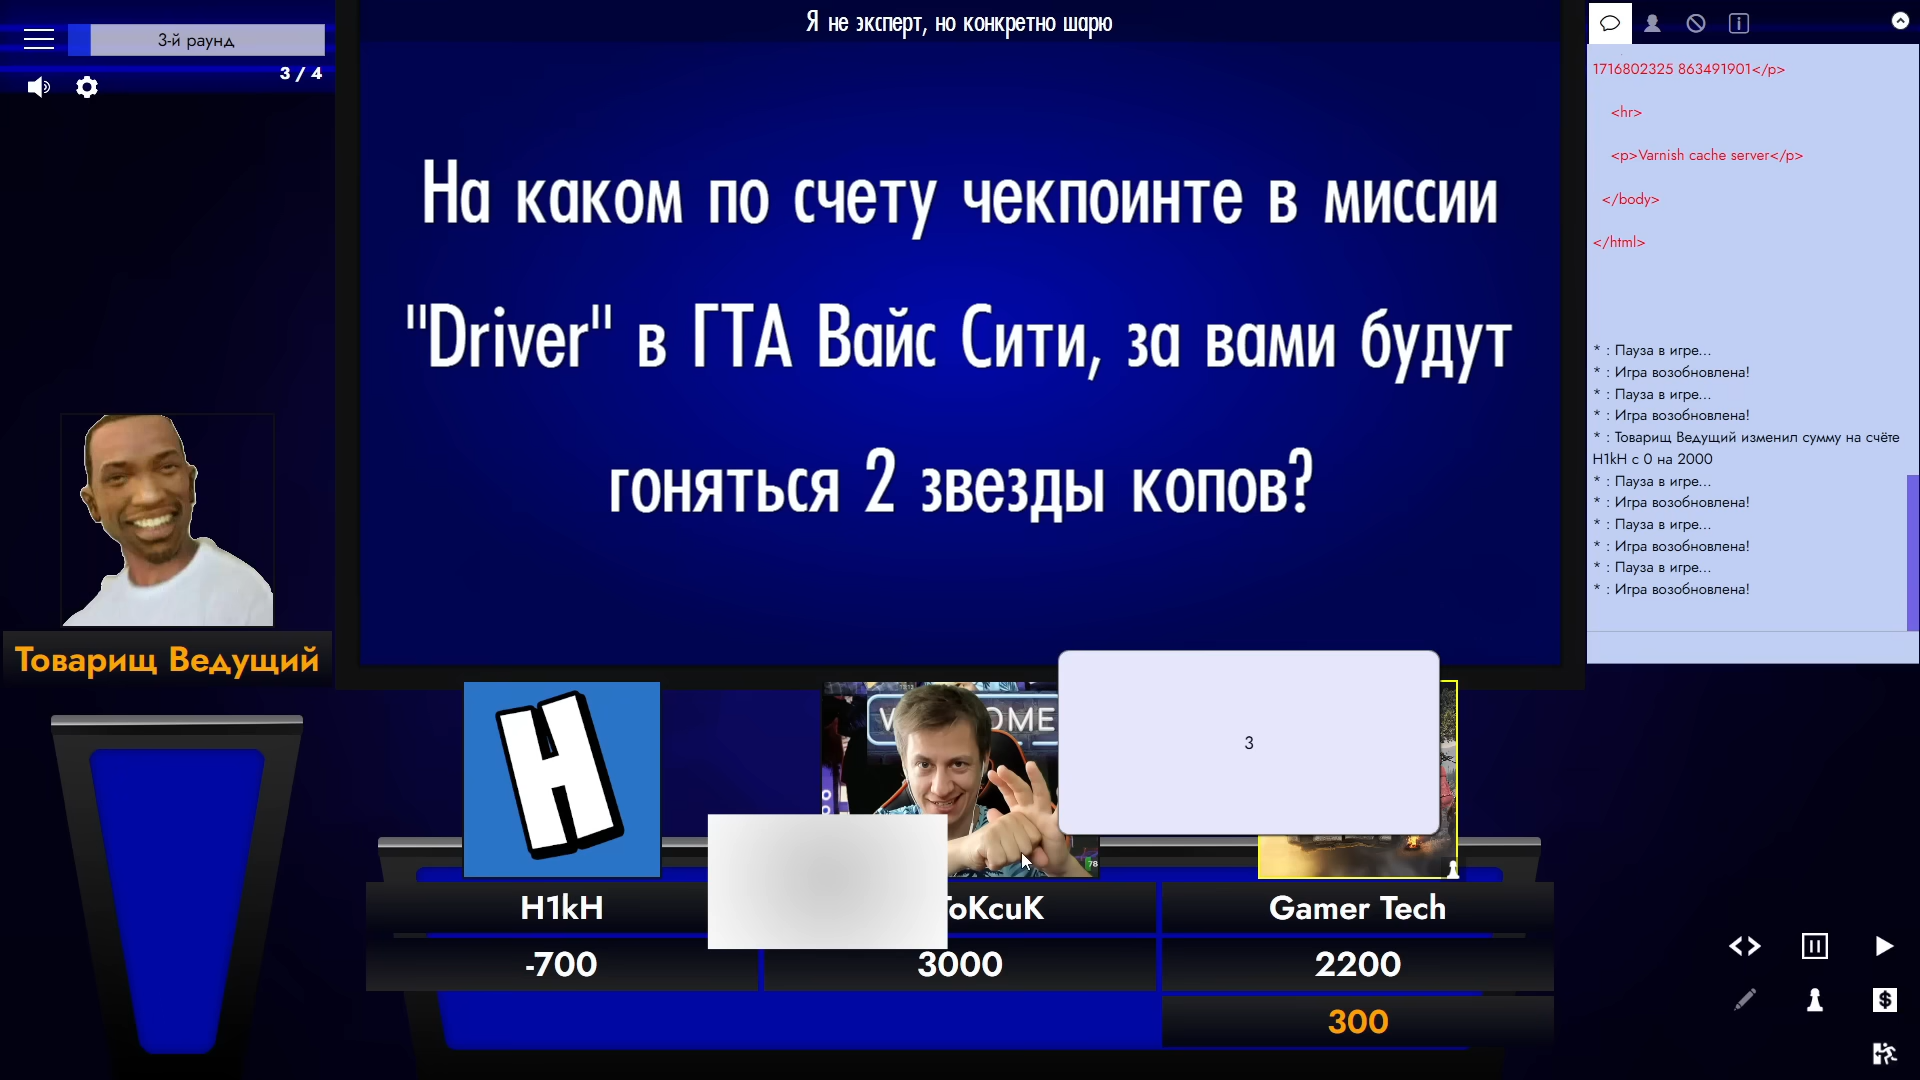 3-й раунд
3 / 4
Я не эксперт, но конкретно шарю
На каком по счету чекпоинте в миссии
"Driver" в ГТА Вайс Сити, за вами будут
гоняться 2 звезды копов?
1716802325 863491901</p>
<hr>
<p>Varnish cache server</p>
</body>
</html>
* : Пауза в игре...
* : Игра возобновлена!
* : Пауза в игре...
* : Игра возобновлена!
* : Товарищ Ведущий изменил сумму на счёте
H1kH с 0 на 2000
* : Пауза в игре...
* : Игра возобновлена!
* : Пауза в игре...
* : Игра возобновлена!
* : Пауза в игре...
* : Игра возобновлена!
Товарищ Ведущий
3
78
H1kH
oKcuK
Gamer Tech
-700
3000
2200
300